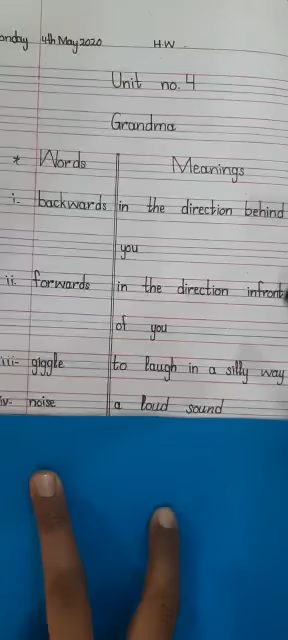 onday 4th May 2020 H.W.
Unit no. 4
Grandma
* Words Meanings
i. backwards in the direction behind
you
ii. forwards in the direction infront
of you
iii- giggle to laugh in a silly way
iv- noise a loud sound